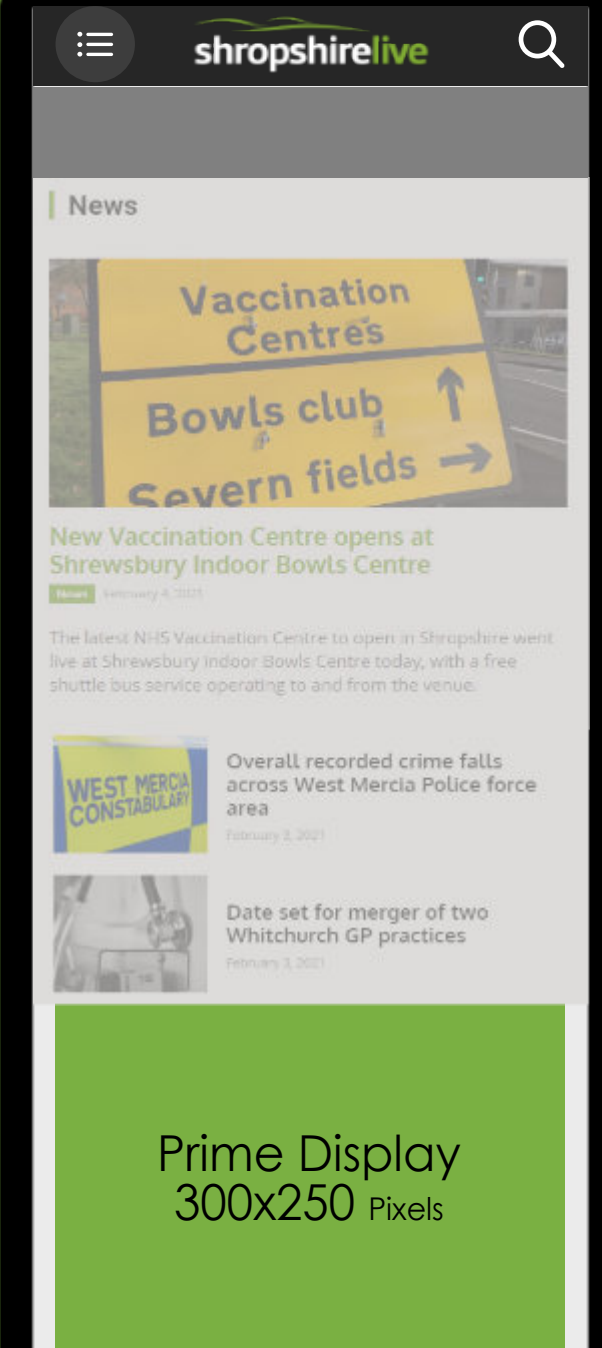 shropshirelive
News
Vaccination
Centres
Bowls club
Severn fields
New Vaccination Centre opens at
Shrewsbury Indoor Bowls Centre
News February 4, 2021
The latest NHS Vaccination Centre to open in Shropshire went
live at Shrewsbury Indoor Bowls Centre today, with a free
shuttle bus service operating to and from the venue.
WEST MERCIA
CONSTABULARY
Overall recorded crime falls
across West Mercia Police force
area
February 2, 2021
Date set for merger of two
Whitchurch GP practices
February 3, 2021
Prime Display
300x250 Pixels